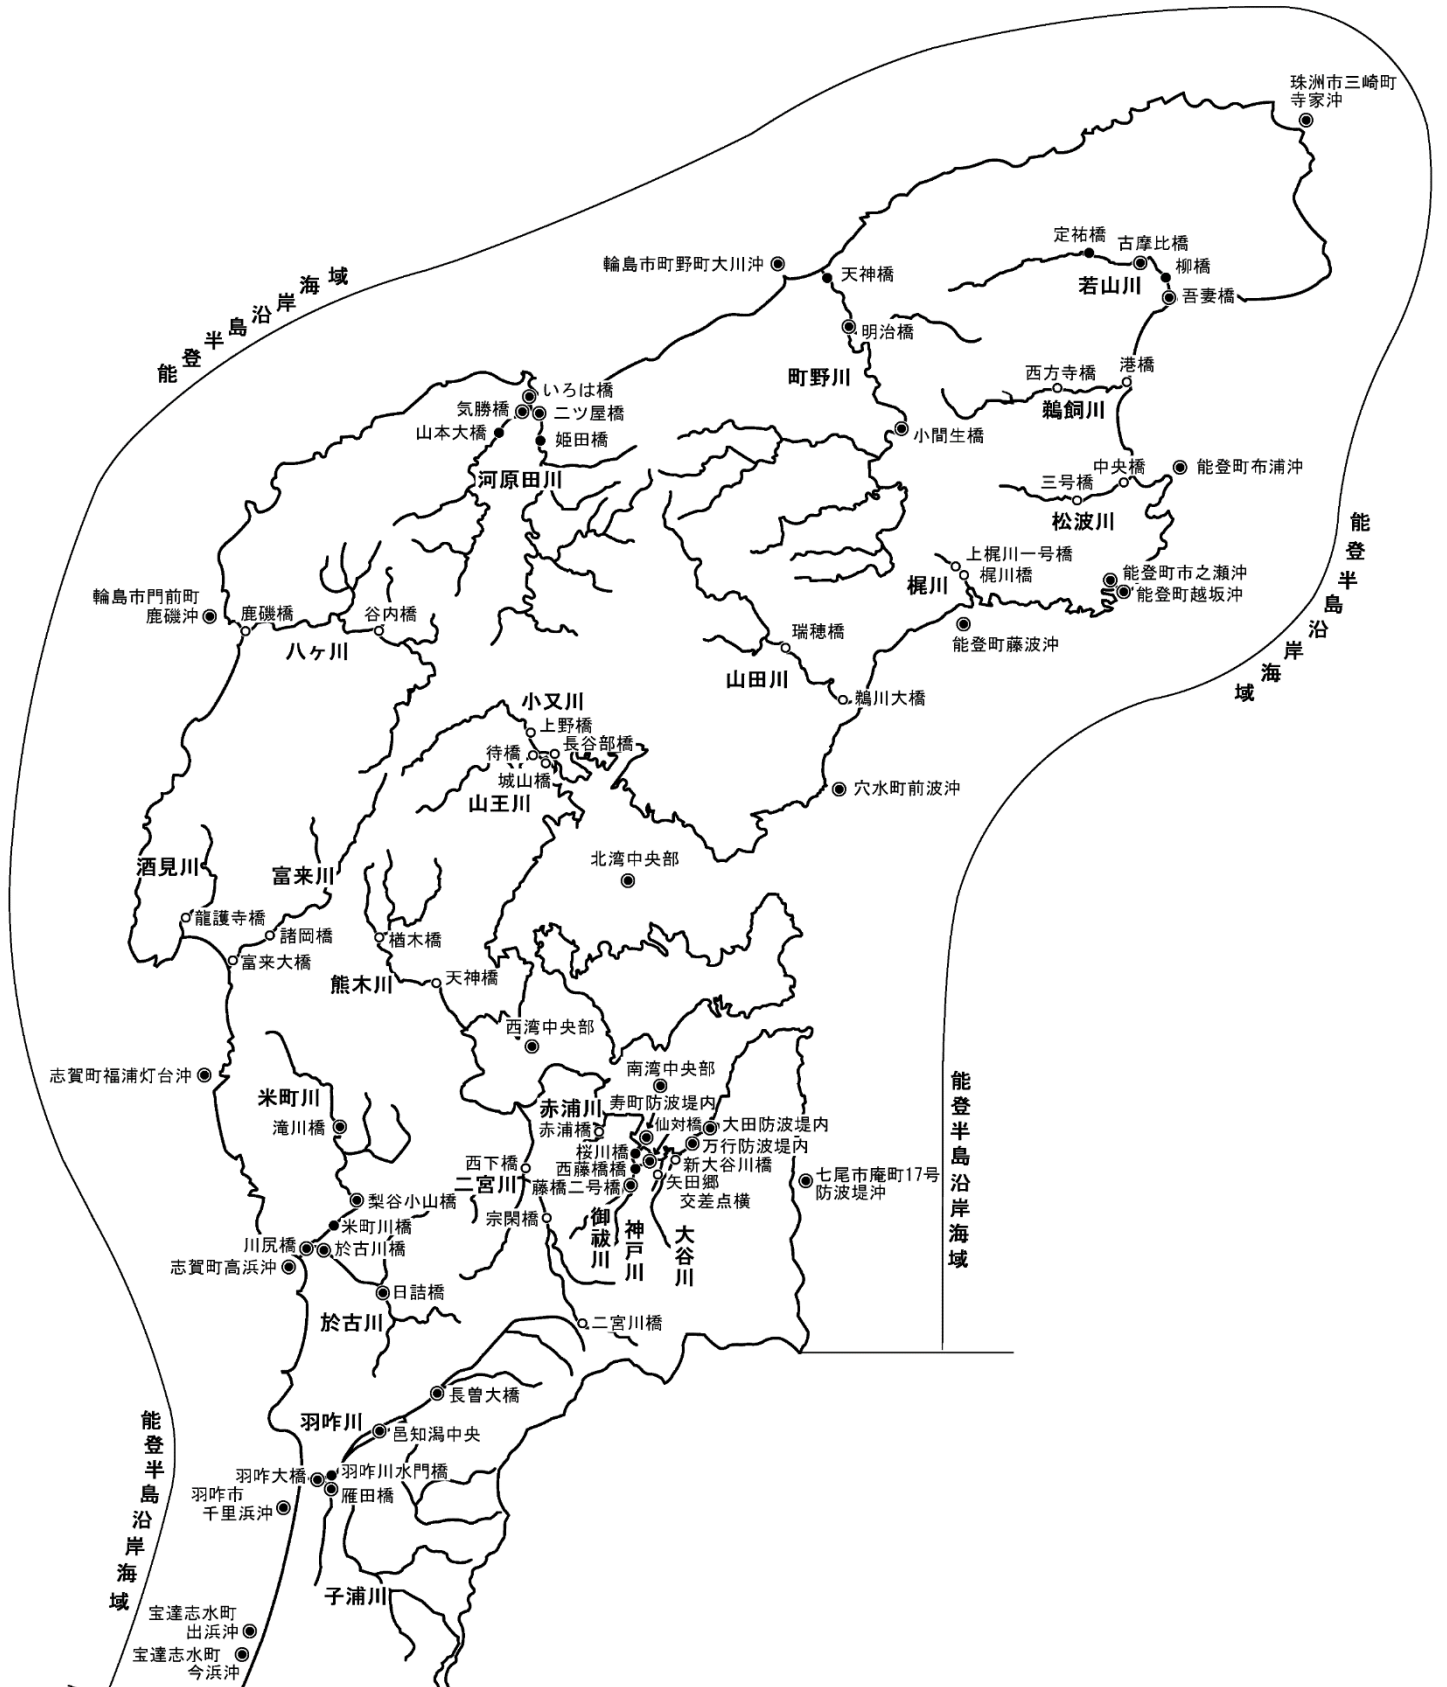 珠洲市三崎町
寺家沖
定祐橋
古摩比橋
柳橋
若山川
吾妻橋
輪島市町野町大川沖
天神橋
明治橋
町野川
能登半島沿岸海域
西方寺橋
港橋
鵜飼川
いろは橋
気勝橋
二ツ屋橋
山本大橋
姫田橋
小間生橋
河原田川
中央橋
能登町布浦沖
三号橋
松波川
能登半島沿岸海域
上梶川一号橋
梶川橋
梶川
能登町市之瀬沖
能登町越坂沖
輪島市門前町
鹿磯沖
鹿磯橋
谷内橋
八ヶ川
瑞穂橋
能登町藤波沖
山田川
鵜川大橋
小又川
上野橋
待橋
長谷部橋
城山橋
山王川
穴水町前波沖
北湾中央部
酒見川
富来川
龍護寺橋
諸岡橋
富来大橋
楢木橋
熊木川
天神橋
西湾中央部
志賀町福浦灯台沖
米町川
滝川橋
南湾中央部
寿町防波堤内
赤浦川
赤浦橋
仙対橋
大田防波堤内
万行防波堤内
桜川橋
新大谷川橋
西藤橋橋
西下橋
二宮川
藤橋二号橋
矢田郷
交差点横
七尾市庵町17号
防波堤沖
能登半島沿岸海域
梨谷小山橋
宗閑橋
御祓川
神戸川
大谷川
米町川橋
川尻橋
於古川橋
志賀町高浜沖
日詰橋
於古川
二宮川橋
長曽大橋
羽咋川
邑知潟中央
能登半島沿岸海域
羽咋大橋
羽咋川水門橋
雁田橋
羽咋市
千里浜沖
子浦川
宝達志水町
出浜沖
宝達志水町
今浜沖